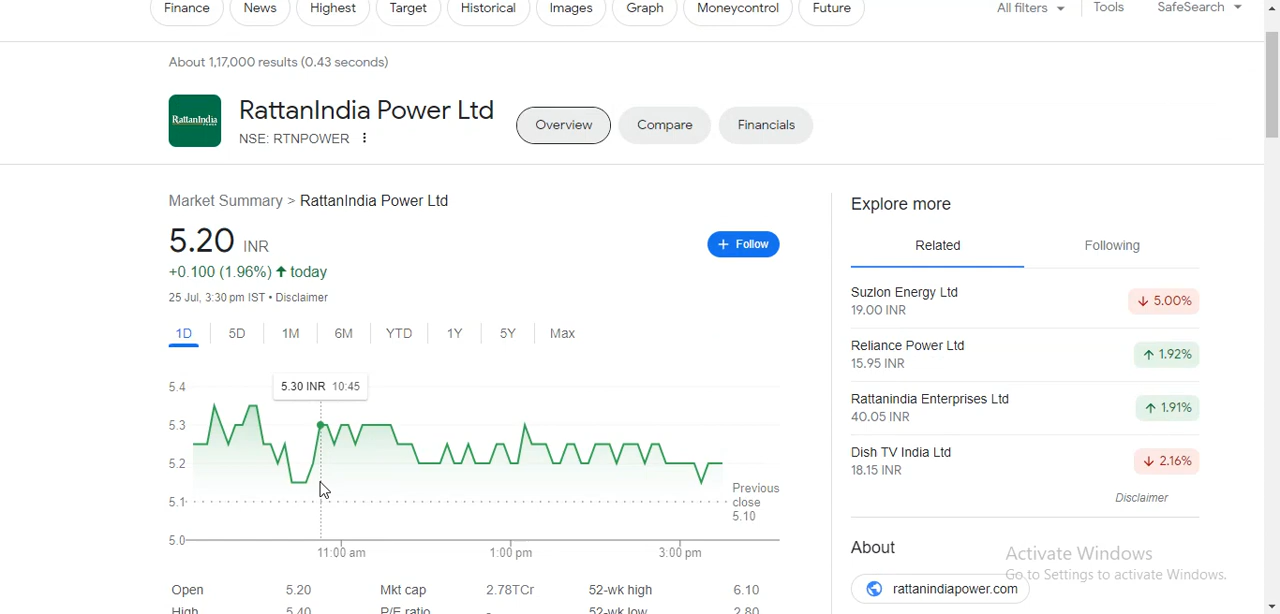 Finance News Highest Target Historical Images Graph Moneycontrol Future All filters Tools SafeSearch
About 1,17,000 results (0.43 seconds)
RattanIndia
RattanIndia Power Ltd
NSE: RTNPOWER
Overview Compare Financials
Market Summary > RattanIndia Power Ltd
5.20 INR
+0.100 (1.96%) ↑ today
25 Jul, 3:30 pm IST • Disclaimer
+ Follow
1D 5D 1M 6M YTD 1Y 5Y Max
5.30 INR 10:45
5.4
5.3
5.2
5.1
5.0
Previous
close
5.10
11:00 am 1:00 pm 3:00 pm
Open 5.20 Mkt cap 2.78TCr 52-wk high 6.10
High 5.40 P/E ratio - 52-wk low 2.80
Explore more
Related Following
Suzlon Energy Ltd
19.00 INR
↓ 5.00%
Reliance Power Ltd
15.95 INR
↑ 1.92%
Rattanindia Enterprises Ltd
40.05 INR
↑ 1.91%
Dish TV India Ltd
18.15 INR
↓ 2.16%
Disclaimer
About
rattanindiapower.com
Activate Windows
Go to Settings to activate Windows.